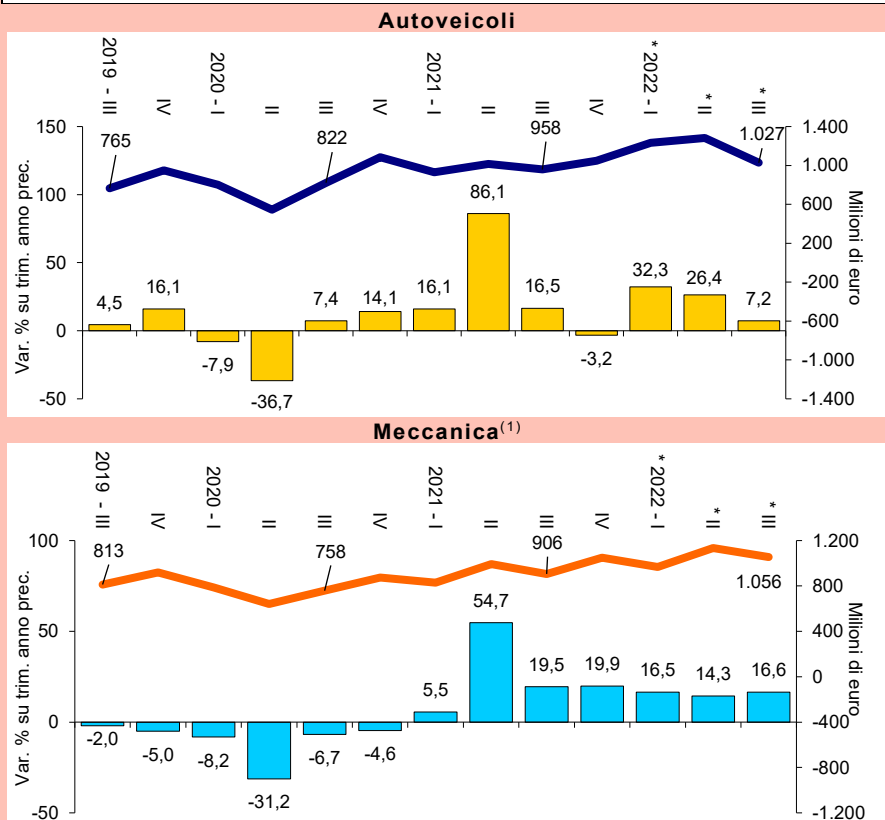 Autoveicoli
2019 - III
IV
2020 - I
II
III
IV
2021 - I
II
III
IV
* 2022 - I
II*
III*
150
100
50
0
-50
Var. % su trim. anno prec.
765
822
958
1.027
4,5
16,1
-7,9
-36,7
7,4
14,1
16,1
86,1
16,5
-3,2
32,3
26,4
7,2
1.400
1.000
600
200
-200
-600
-1.000
-1.400
Milioni di euro
Meccanica(1)
2019 - III
IV
2020 - I
II
III
IV
2021 - I
II
III
IV
* 2022 - I
II*
III*
100
50
0
-50
Var. % su trim. anno prec.
813
758
906
1.056
-2,0
-5,0
-8,2
-31,2
-6,7
-4,6
5,5
54,7
19,5
19,9
16,5
14,3
16,6
1.200
800
400
0
-400
-800
-1.200
Milioni di euro